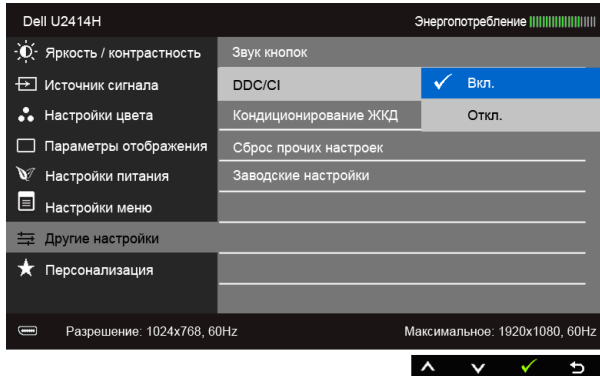 Dell U2414H
Энергопотребление
Яркость / контрастность
Звук кнопок
Источник сигнала
DDC/CI
Вкл.
Настройки цвета
Кондиционирование ЖКД
Откл.
Параметры отображения
Сброс прочих настроек
Настройки питания
Заводские настройки
Настройки меню
Другие настройки
Персонализация
Разрешение: 1024x768, 60Hz
Максимальное: 1920x1080, 60Hz